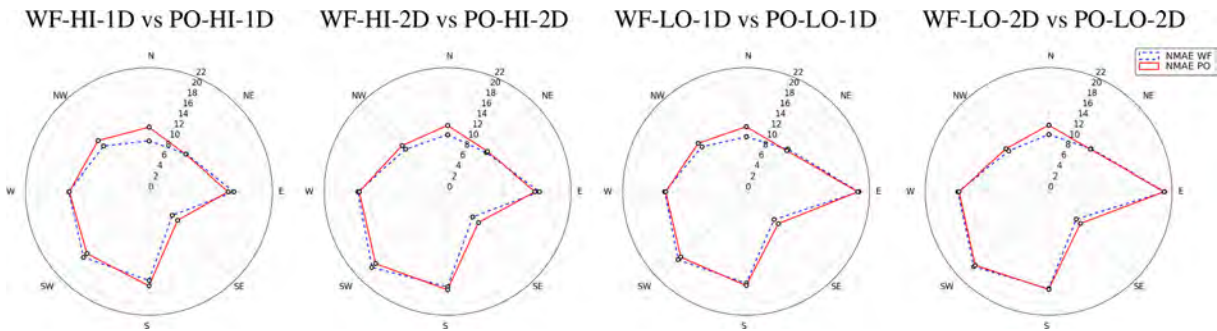 WF-HI-1D vs PO-HI-1D
N
NE
E
SE
S
SW
W
NW
22
20
18
16
14
12
10
8
6
4
2
0
WF-HI-2D vs PO-HI-2D
N
NE
E
SE
S
SW
W
NW
22
20
18
16
14
12
10
8
6
4
2
0
WF-LO-1D vs PO-LO-1D
N
NE
E
SE
S
SW
W
NW
22
20
18
16
14
12
10
8
6
4
2
0
WF-LO-2D vs PO-LO-2D
N
NE
E
SE
S
SW
W
NW
22
20
18
16
14
12
10
8
6
4
2
0
NMAE WF
NMAE PO